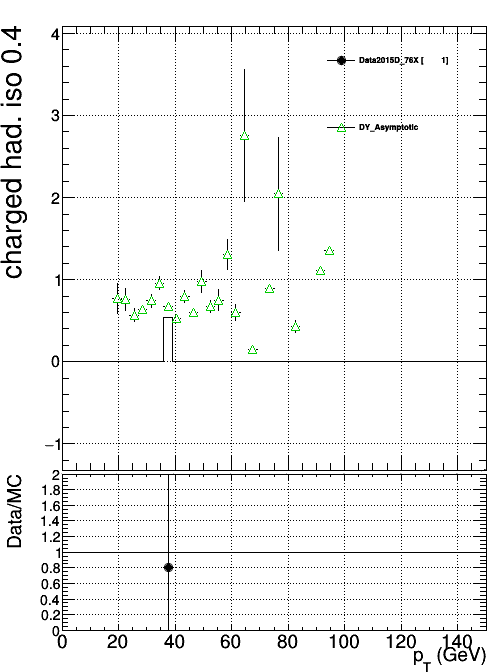 charged had. iso 0.4
4
3
2
1
0
−1
Data2015D_76X [ 1]
DY_Asymptotic
Data/MC
2
1.8
1.6
1.4
1.2
1
0.8
0.6
0.4
0.2
0
0 20 40 60 80 100 120 140
p_T (GeV)